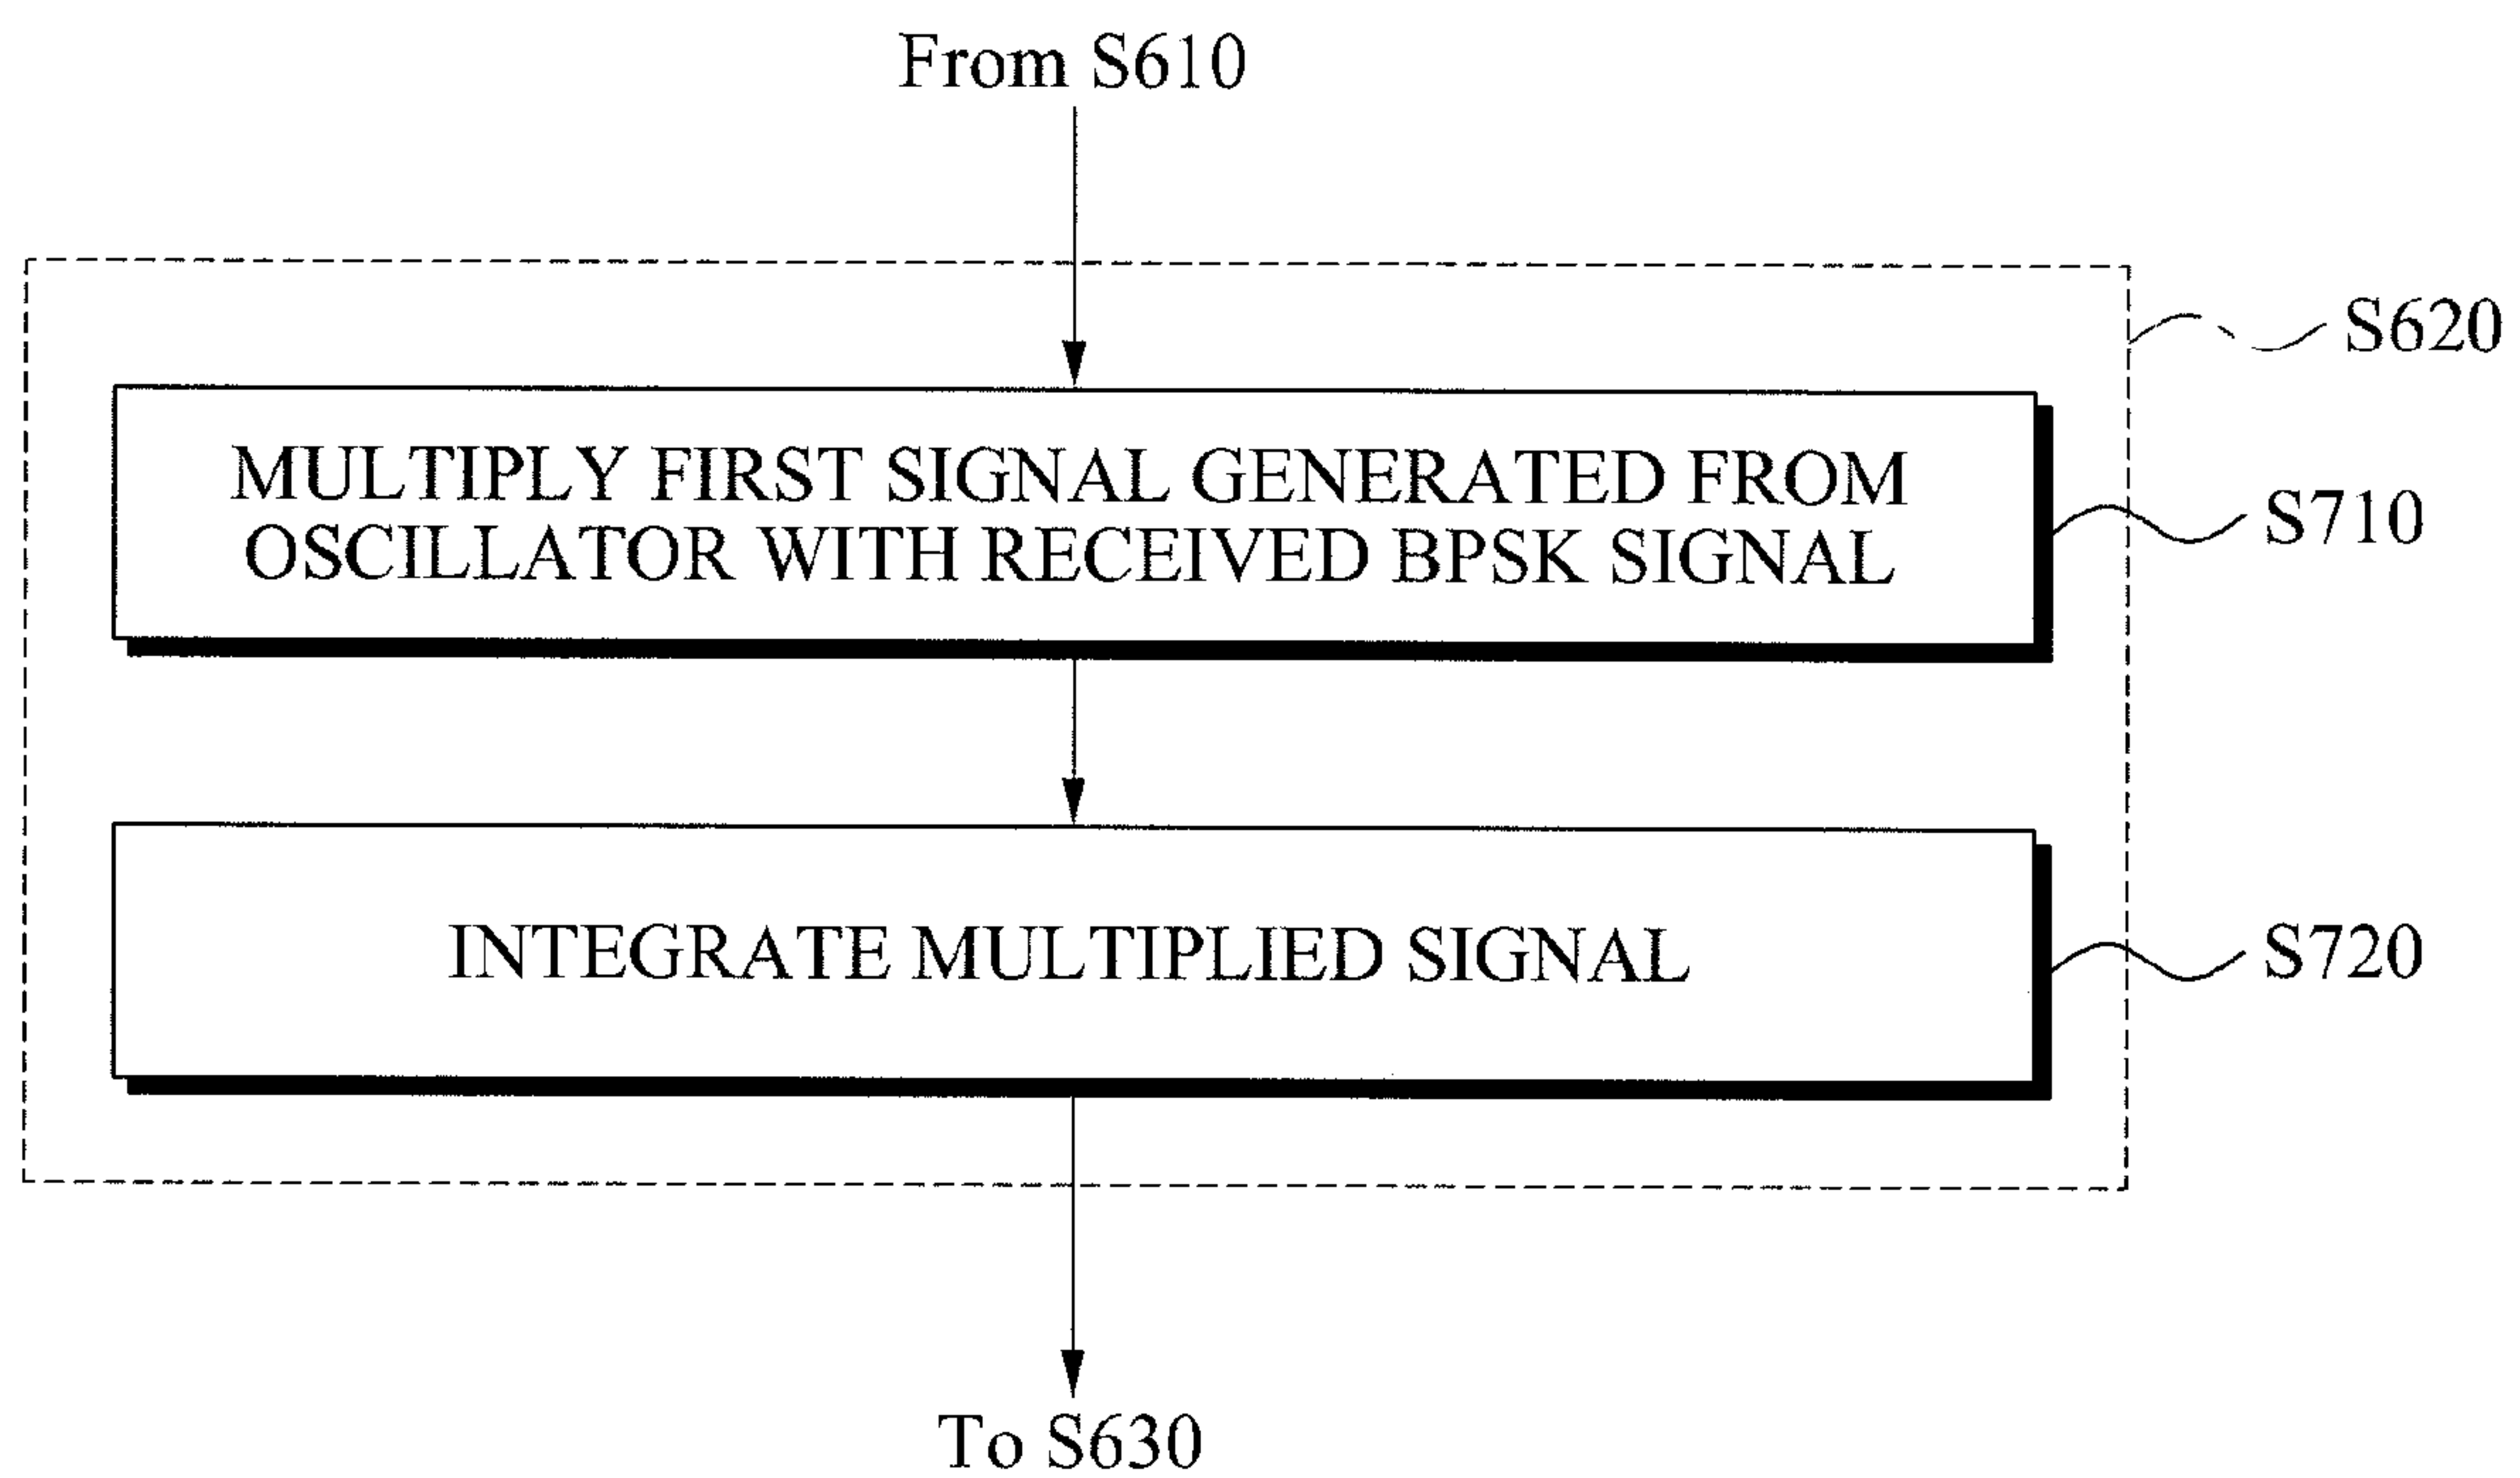 From S610
S620
MULTIPLY FIRST SIGNAL GENERATED FROM
OSCILLATOR WITH RECEIVED BPSK SIGNAL
S710
INTEGRATE MULTIPLIED SIGNAL
S720
To S630